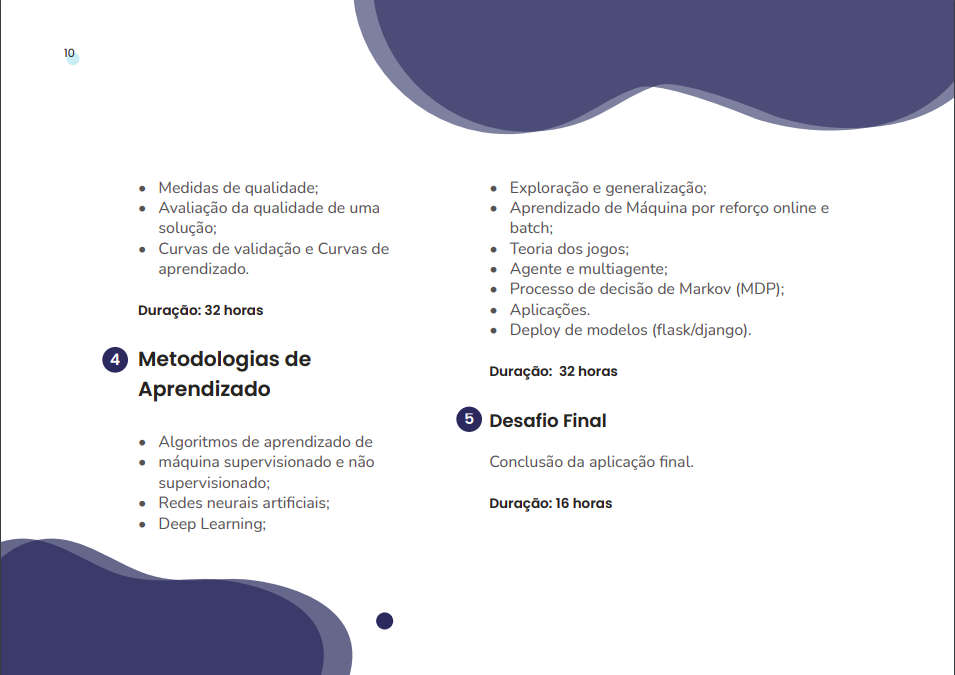 10
• Medidas de qualidade;
• Avaliação da qualidade de uma
solução;
• Curvas de validação e Curvas de
aprendizado.
Duração: 32 horas
4 Metodologias de
Aprendizado
• Algoritmos de aprendizado de
• máquina supervisionado e não
supervisionado;
• Redes neurais artificiais;
• Deep Learning;
• Exploração e generalização;
• Aprendizado de Máquina por reforço online e
batch;
• Teoria dos jogos;
• Agente e multiagente;
• Processo de decisão de Markov (MDP);
• Aplicações.
• Deploy de modelos (flask/django).
Duração:  32 horas
5 Desafio Final
Conclusão da aplicação final.
Duração: 16 horas